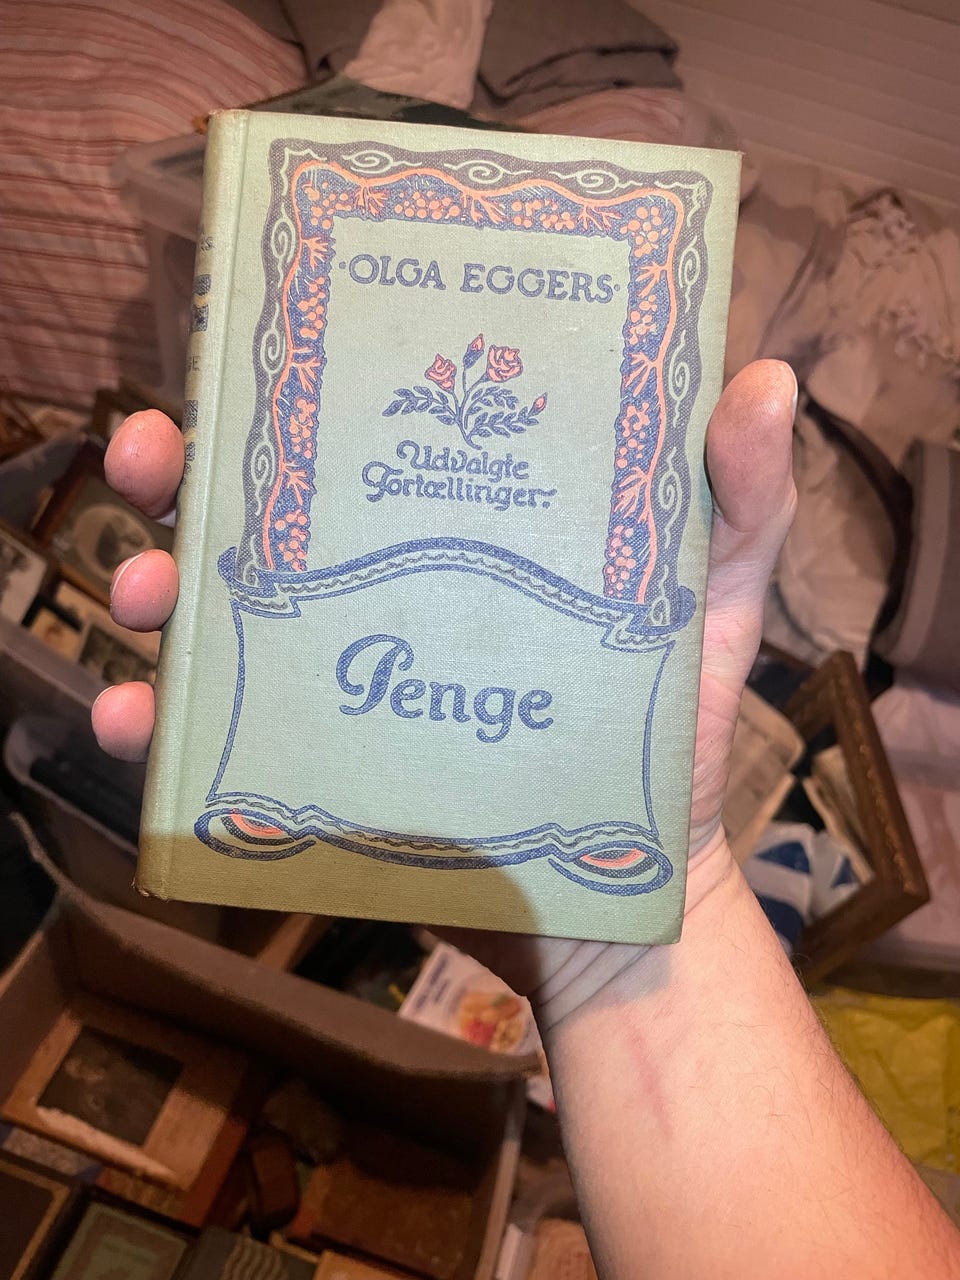 ·OLGA EGGERS·
Udvalgte
Fortællinger
Penge